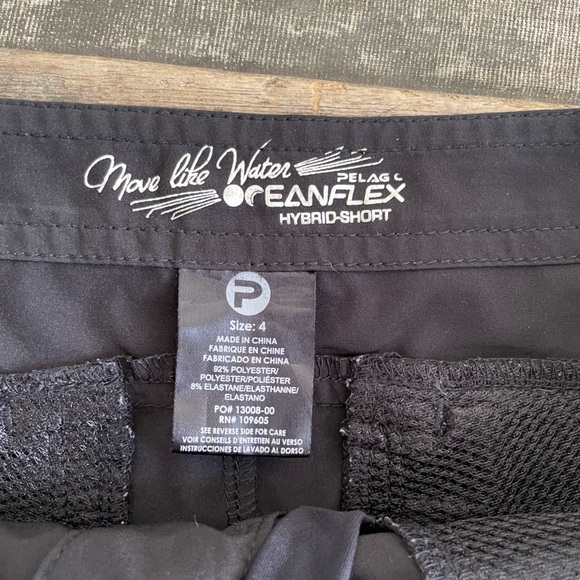 Move like Water
PELAG C
OCEANFLEX
HYBRID-SHORT
P
Size: 4
MADE IN CHINA
FABRIQUE EN CHINE
FABRICADO EN CHINA
92% POLYESTER/
POLYESTER/POLIÉSTER
8% ELASTANE/ELASTHANNE/
ELASTANO
PO# 13008-00
RN# 109605
SEE REVERSE SIDE FOR CARE
VOIR CONSEILS D'ENTRETIEN AU VERSO
INSTRUCCIONES DE LAVADO AL DORSO